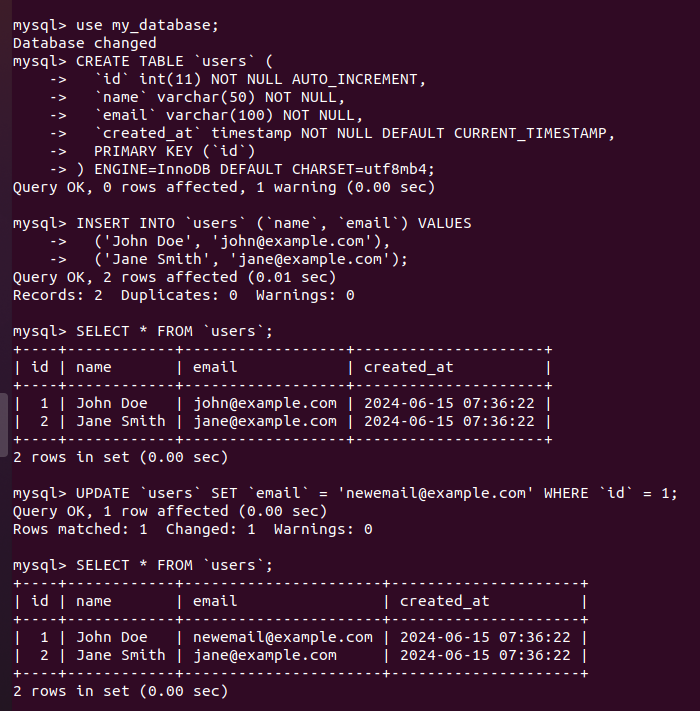 mysql> use my_database;
Database changed
mysql> CREATE TABLE `users` (
    ->   `id` int(11) NOT NULL AUTO_INCREMENT,
    ->   `name` varchar(50) NOT NULL,
    ->   `email` varchar(100) NOT NULL,
    ->   `created_at` timestamp NOT NULL DEFAULT CURRENT_TIMESTAMP,
    ->   PRIMARY KEY (`id`)
    -> ) ENGINE=InnoDB DEFAULT CHARSET=utf8mb4;
Query OK, 0 rows affected, 1 warning (0.00 sec)

mysql> INSERT INTO `users` (`name`, `email`) VALUES
    ->   ('John Doe', 'john@example.com'),
    ->   ('Jane Smith', 'jane@example.com');
Query OK, 2 rows affected (0.01 sec)
Records: 2  Duplicates: 0  Warnings: 0

mysql> SELECT * FROM `users`;
+----+------------+------------------+---------------------+
| id | name       | email            | created_at          |
+----+------------+------------------+---------------------+
|  1 | John Doe   | john@example.com | 2024-06-15 07:36:22 |
|  2 | Jane Smith | jane@example.com | 2024-06-15 07:36:22 |
+----+------------+------------------+---------------------+
2 rows in set (0.00 sec)

mysql> UPDATE `users` SET `email` = 'newemail@example.com' WHERE `id` = 1;
Query OK, 1 row affected (0.00 sec)
Rows matched: 1  Changed: 1  Warnings: 0

mysql> SELECT * FROM `users`;
+----+------------+----------------------+---------------------+
| id | name       | email                | created_at          |
+----+------------+----------------------+---------------------+
|  1 | John Doe   | newemail@example.com | 2024-06-15 07:36:22 |
|  2 | Jane Smith | jane@example.com     | 2024-06-15 07:36:22 |
+----+------------+----------------------+---------------------+
2 rows in set (0.00 sec)